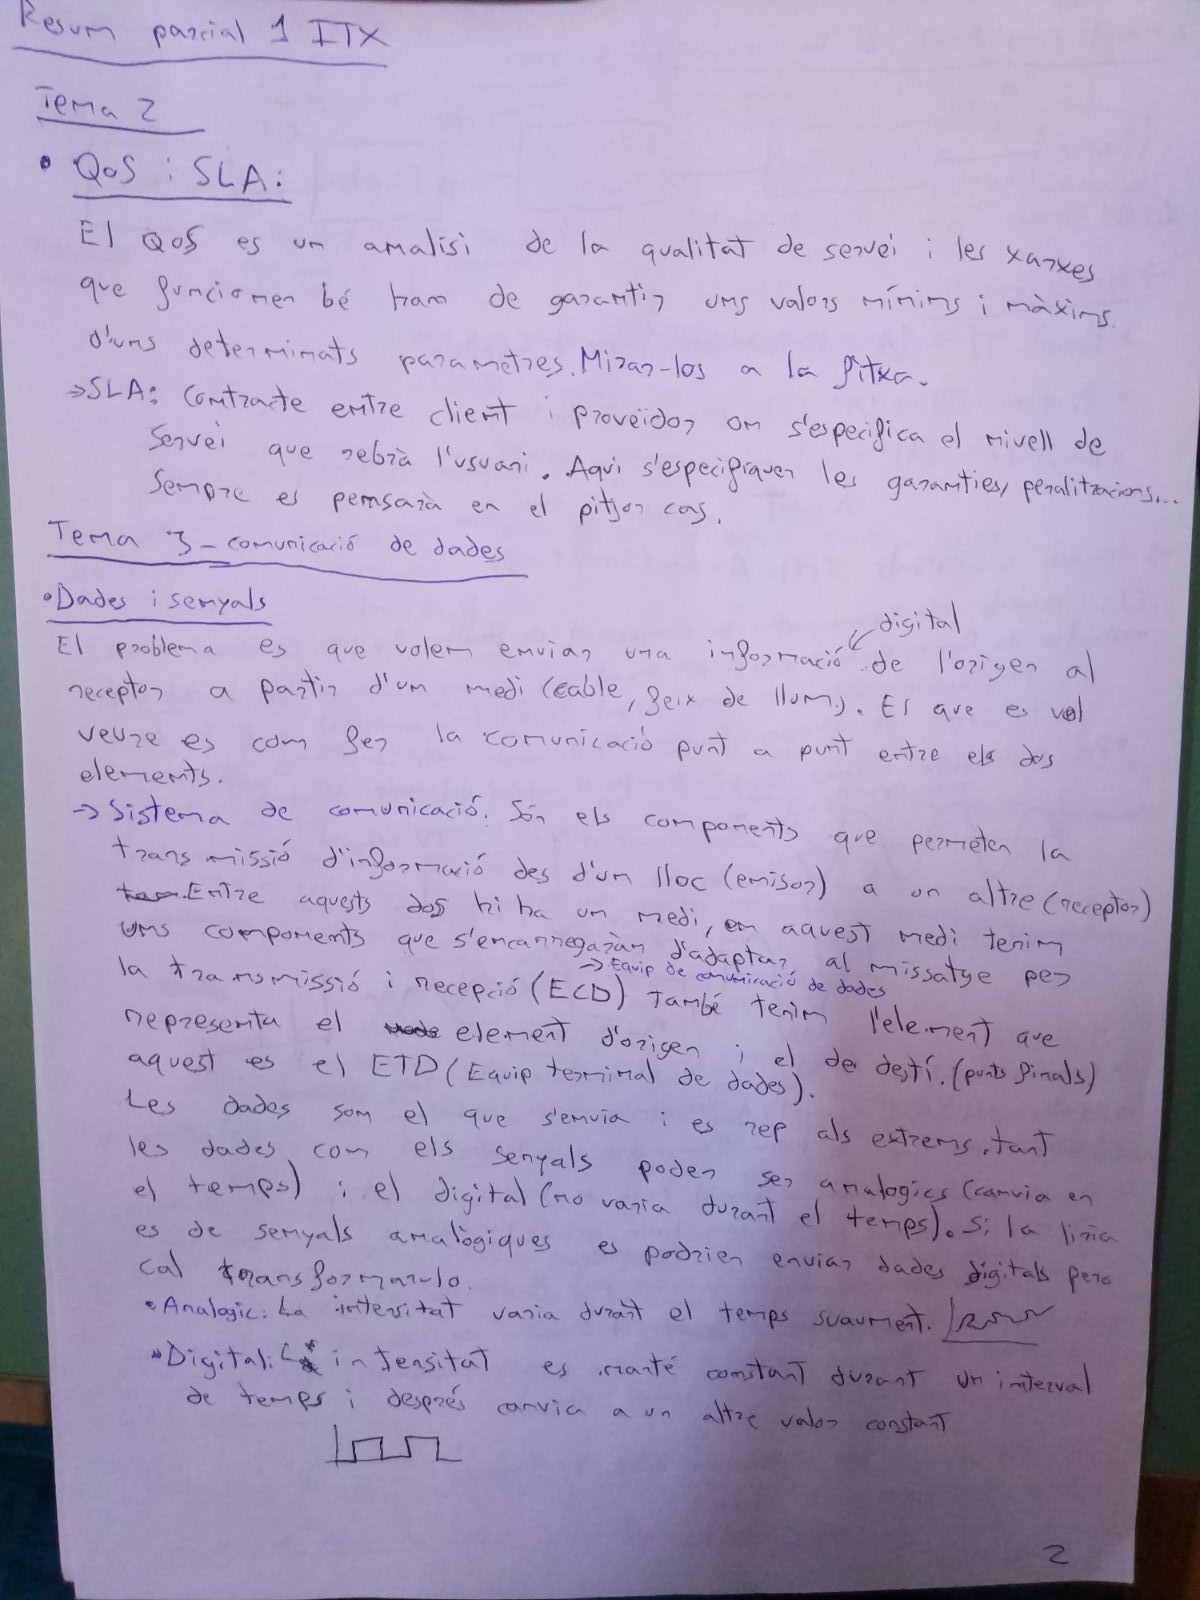 Resum parcial 1 ITX
Tema 2
• QoS i SLA:
El QoS es un analisi de la qualitat de servei i les xarxes
que funcionen bé han de garantir uns valors mínims i màxims
d'uns determinats parametres. Mirar-los a la fitxa.
→SLA: Contracte entre client i proveïdor on s'especifica el nivell de
servei que rebrà l'usuari. Aqui s'especifiquen les garanties, penalitzacions...
Sempre es pensarà en el pitjor cas.
Tema 3 - comunicació de dades
•Dades i senyals
digital
El problema es que volem enviar una informació de l'origen al
receptor a partir d'un medi (cable, feix de llum). El que es vol
veure es com fer la comunicació punt a punt entre els dos
elements.
→ Sistema de comunicació. Són els components que permeten la
transmissió d'informació des d'un lloc (emisor) a un altre (receptor)
Entre aquests dos hi ha un medi, en aquest medi tenim
uns components que s'encarregaran d'adaptar al missatge per
→ Equip de comunicació de dades
la transmissió i recepció (ECD) També tenim l'element que
representa el element d'origen i el de destí. (punts finals)
aquest es el ETD (Equip terminal de dades).
Les dades son el que s'envia i es rep als extrems, tant
les dades com els senyals poden ser analogics (canvia en
el temps) i el digital (no varia durant el temps). Si la linia
es de senyals analògiques es podrien enviar dades digitals pero
cal transformarlo.
•Analogic: La intensitat varia durant el temps suaument.
•Digital: La intensitat es manté constant durant un interval
de temps i després canvia a un altre valor constant
2